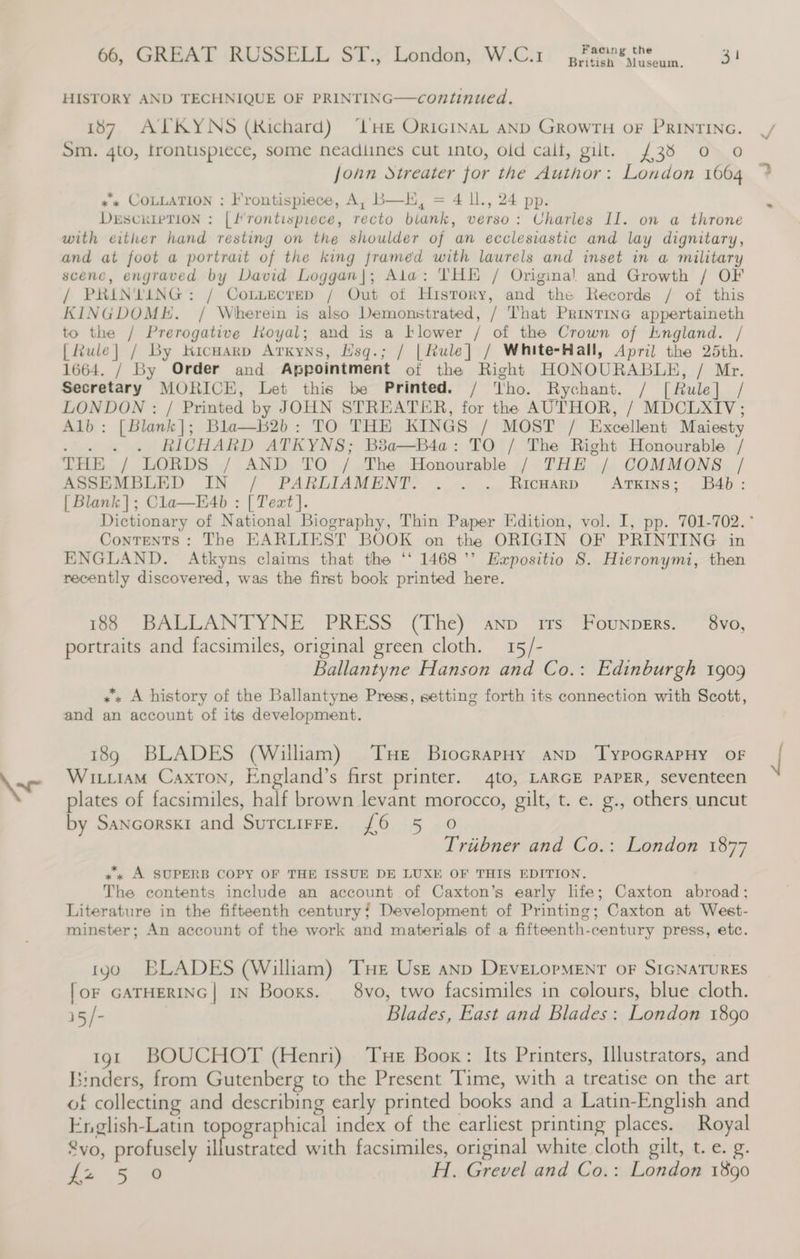 66, GREAT RUSSELL ST., London, W.C.1 Facing the British Museum. 31
HISTORY AND TECHNIQUE OF PRINTING—continued.
187 ATKYNS (Richard) THE ORIGINAL AND GROWTH OF PRINTING.
Sm. 4to, frontispiece, some headlines cut into, old calf, gilt. £38 0 0
John Streater for the Author: London 1664
*** COLLATION : Frontispiece, A, B—E, = 4 ll., 24 pp.
DESCRIPTION : [Frontispiece, recto blank, verso: Charles II. on a throne
with either hand resting on the shoulder of an ecclesiastic and lay dignitary,
and at foot a portrait of the king framed with laurels and inset in a military
scene, engraved by David Loggan]; A1a: THE / Original and Growth / OF
/ PRINTING: / COLLECTED / Out of HISTORY, and the Records / of this
KINGDOME. / Wherein is also Demonstrated, / That PRINTING appertaineth
to the / Prerogative Royal; and is a Flower / of the Crown of England. /
[Rule] / By RICHARD ATKYNS, Esq.; / [Rule] / White-Hall, April the 25th.
1664. / By Order and Appointment of the Right HONOURABLE, / Mr.
Secretary MORICE, Let this be Printed. / Tho. Rychant. / [Rule] /
LONDON : / Printed by JOHN STREATER, for the AUTHOR, / MDCLXIV;
A1b: [Blank]; B1a—B2b: TO THE KINGS / MOST / Excellent Maiesty
. . . . RICHARD ATKYNS; B3a—B4a: TO / The Right Honourable /
THE / LORDS / AND TO / The Honourable / THE / COMMONS /
ASSEMBLED IN / PARLIAMENT. . . . RICHARD ATKINS; B4b:
[Blank]; C1a—E4b : [Text].
Dictionary of National Biography, Thin Paper Edition, vol. I, pp. 701-702.
CONTENTS : The EARLIEST BOOK on the ORIGIN OF PRINTING in
ENGLAND. Atkyns claims that the “ 1468 ” Expositio S. Hieronymi, then
recently discovered, was the first book printed here.
188 BALLANTYNE PRESS (The) AND ITS FOUNDERS. 8vo,
portraits and facsimiles, original green cloth. 15/-
Ballantyne Hanson and Co.: Edinburgh 1909
*** A history of the Ballantyne Press, setting forth its connection with Scott,
and an account of its development.
189 BLADES (William) THE BIOGRAPHY AND TYPOGRAPHY OF
WILLIAM CAXTON, England's first printer. 4to, LARGE PAPER, seventeen
plates of facsimiles, half brown levant morocco, gilt, t. e. g., others uncut
by SANGORSKI and SUTCLIFFE. £6 5 0
Trübner and Co.: London 1877
*** A SUPERB COPY OF THE ISSUE DE LUXE OF THIS EDITION.
The contents include an account of Caxton's early life; Caxton abroad;
Literature in the fifteenth century; Development of Printing; Caxton at West-
minster; An account of the work and materials of a fifteenth-century press, etc.
190 BLADES (William) THE USE AND DEVELOPMENT OF SIGNATURES
[OF GATHERING] IN BOOKS. 8vo, two facsimiles in colours, blue cloth.
15/- Blades, East and Blades: London 1890
191 BOUCHOT (Henri) THE BOOK: Its Printers, Illustrators, and
Binders, from Gutenberg to the Present Time, with a treatise on the art
of collecting and describing early printed books and a Latin-English and
English-Latin topographical index of the earliest printing places. Royal
8vo, profusely illustrated with facsimiles, original white cloth gilt, t. e. g.
£2 5 0 H. Grevel and Co.: London 1890